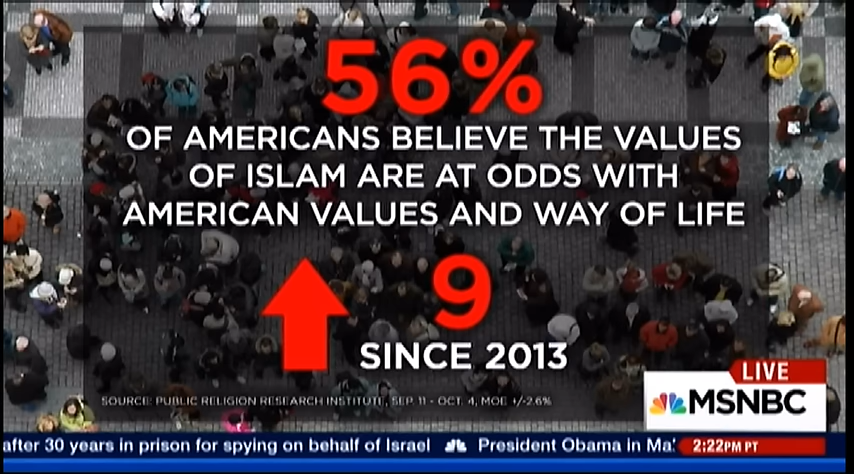 56%
OF AMERICANS BELIEVE THE VALUES
OF ISLAM ARE AT ODDS WITH
AMERICAN VALUES AND WAY OF LIFE
9
SINCE 2013
SOURCE: PUBLIC RELIGION RESEARCH INSTITUTE, SEP. 11 - OCT. 4, MOE +/-2.6%
LIVE
MSNBC
after 30 years in prison for spying on behalf of Israel President Obama in Ma
2:22PM PT